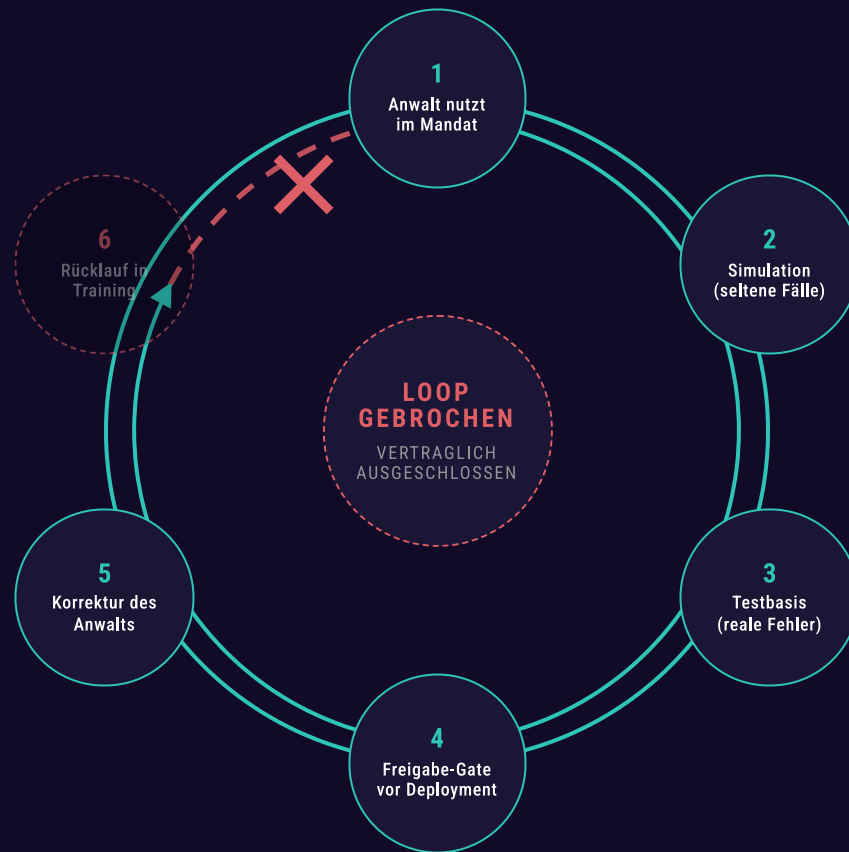 1
Anwalt nutzt
im Mandat
2
Simulation
(seltene Fälle)
3
Testbasis
(reale Fehler)
4
Freigabe-Gate
vor Deployment
5
Korrektur des
Anwalts
6
Rücklauf in
Training
LOOP
GEBROCHEN
VERTRAGLICH
AUSGESCHLOSSEN